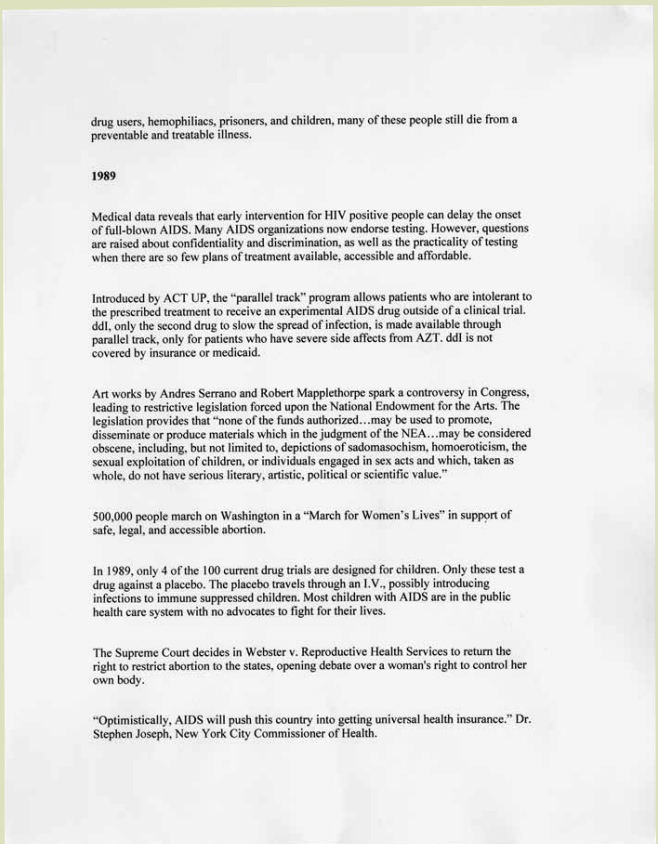 drug users, hemophiliacs, prisoners, and children, many of these people still die from a
preventable and treatable illness.
1989
Medical data reveals that early intervention for HIV positive people can delay the onset
of full-blown AIDS. Many AIDS organizations now endorse testing. However, questions
are raised about confidentiality and discrimination, as well as the practicality of testing
when there are so few plans of treatment available, accessible and affordable.
Introduced by ACT UP, the “parallel track” program allows patients who are intolerant to
the prescribed treatment to receive an experimental AIDS drug outside of a clinical trial.
ddI, only the second drug to slow the spread of infection, is made available through
parallel track, only for patients who have severe side affects from AZT. ddI is not
covered by insurance or medicaid.
Art works by Andres Serrano and Robert Mapplethorpe spark a controversy in Congress,
leading to restrictive legislation forced upon the National Endowment for the Arts. The
legislation provides that “none of the funds authorized…may be used to promote,
disseminate or produce materials which in the judgment of the NEA…may be considered
obscene, including, but not limited to, depictions of sadomasochism, homoeroticism, the
sexual exploitation of children, or individuals engaged in sex acts and which, taken as
whole, do not have serious literary, artistic, political or scientific value.”
500,000 people march on Washington in a “March for Women’s Lives” in support of
safe, legal, and accessible abortion.
In 1989, only 4 of the 100 current drug trials are designed for children. Only these test a
drug against a placebo. The placebo travels through an I.V., possibly introducing
infections to immune suppressed children. Most children with AIDS are in the public
health care system with no advocates to fight for their lives.
The Supreme Court decides in Webster v. Reproductive Health Services to return the
right to restrict abortion to the states, opening debate over a woman's right to control her
own body.
“Optimistically, AIDS will push this country into getting universal health insurance.” Dr.
Stephen Joseph, New York City Commissioner of Health.